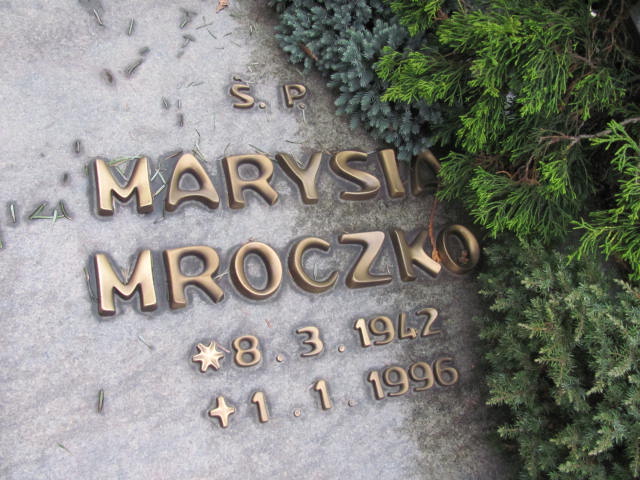 Ś. P.
MARYSIA
MROCZKO
*8.3.1942
+1.1.1996